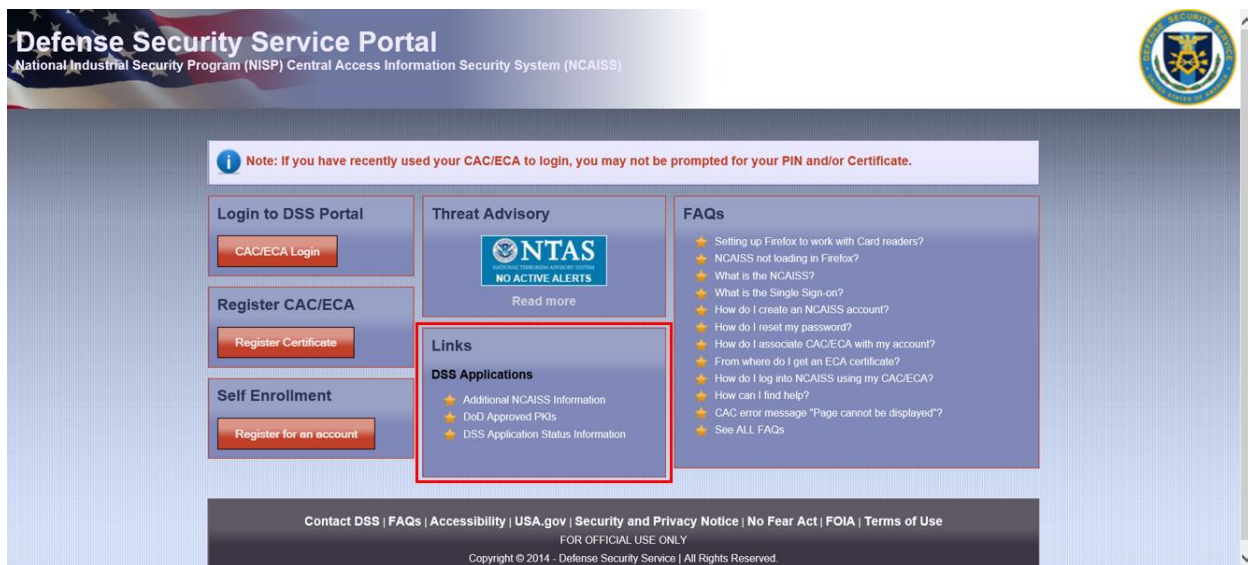 Defense Security Service Portal
National Industrial Security Program (NISP) Central Access Information Security System (NCAISS)
Note: If you have recently used your CAC/ECA to login, you may not be prompted for your PIN and/or Certificate.
Login to DSS Portal
CAC/ECA Login
Register CAC/ECA
Register Certificate
Self Enrollment
Register for an account
Threat Advisory
NTAS
NATIONAL TERRORISM ADVISORY SYSTEM
NO ACTIVE ALERTS
Read more
Links
DSS Applications
Additional NCAISS Information
DoD Approved PKIs
DSS Application Status Information
FAQs
Setting up Firefox to work with Card readers?
NCAISS not loading in Firefox?
What is the NCAISS?
What is the Single Sign-on?
How do I create an NCAISS account?
How do I reset my password?
How do I associate CAC/ECA with my account?
From where do I get an ECA certificate?
How do I log into NCAISS using my CAC/ECA?
How can I find help?
CAC error message "Page cannot be displayed"?
See ALL FAQs
Contact DSS | FAQs | Accessibility | USA.gov | Security and Privacy Notice | No Fear Act | FOIA | Terms of Use
FOR OFFICIAL USE ONLY
Copyright © 2014 - Defense Security Service | All Rights Reserved.
DEFENSE SECURITY SERVICE
UNITED STATES OF AMERICA